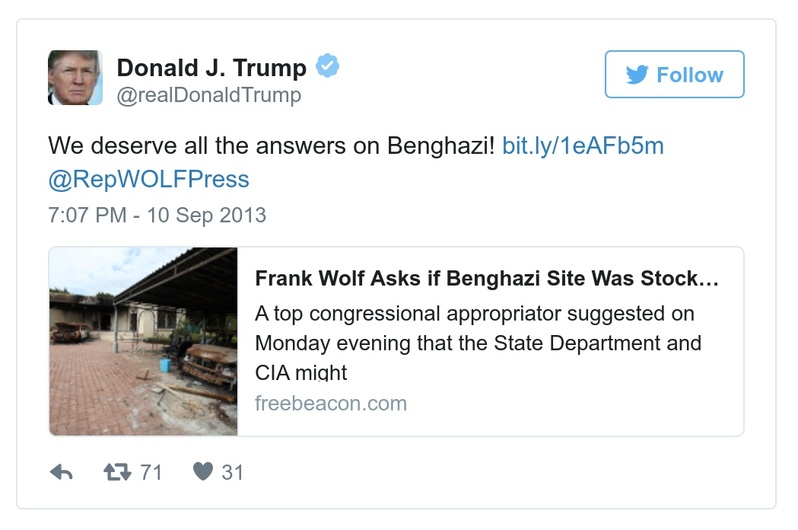 Donald J. Trump
@realDonaldTrump
Follow
We deserve all the answers on Benghazi! bit.ly/1eAFb5m
@RepWOLFPress
7:07 PM - 10 Sep 2013
Frank Wolf Asks if Benghazi Site Was Stock...
A top congressional appropriator suggested on
Monday evening that the State Department and
CIA might
freebeacon.com
71 31